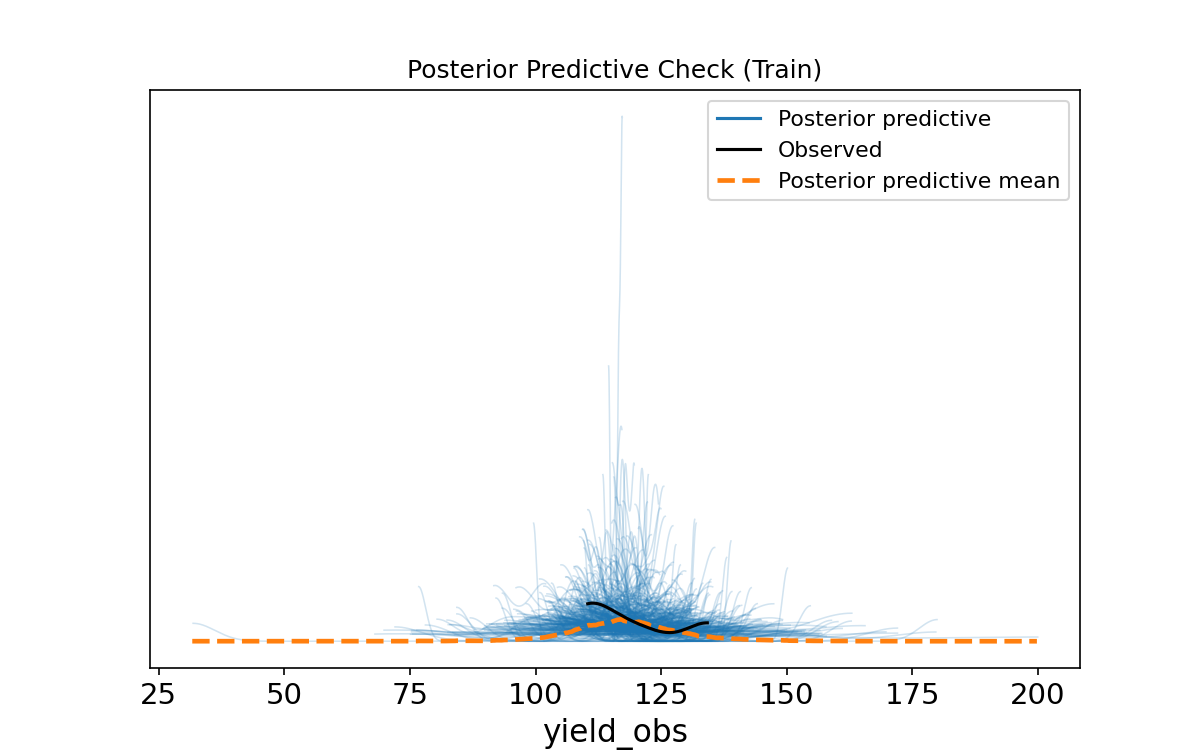 Posterior Predictive Check (Train)
Posterior predictive
Observed
Posterior predictive mean
25 50 75 100 125 150 175 200
yield_obs